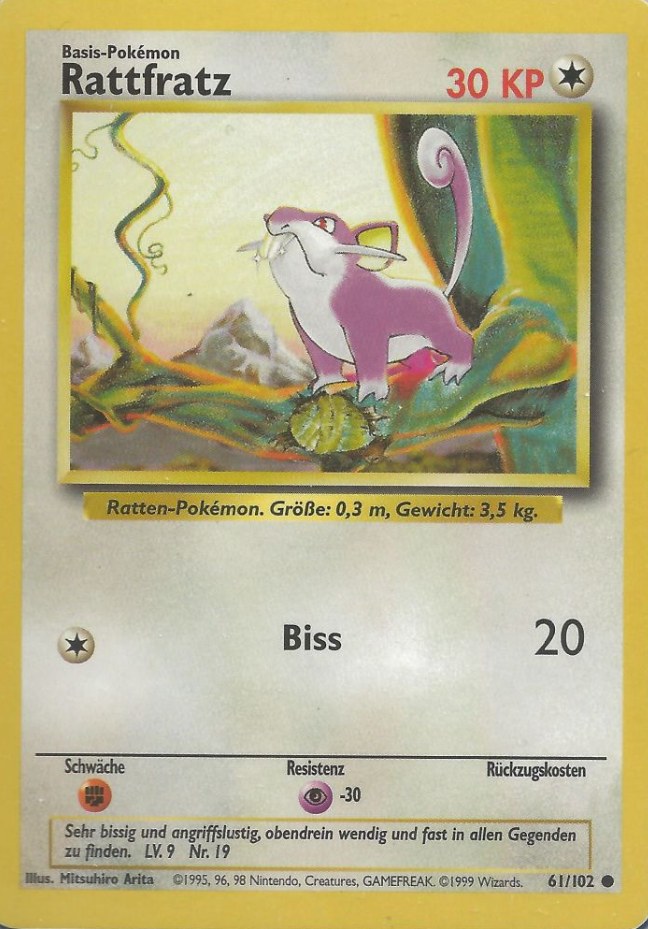 Basis-Pokémon
Rattfratz
30 KP
Ratten-Pokémon. Größe: 0,3 m, Gewicht: 3,5 kg.
Biss 20
Schwäche Resistenz Rückzugskosten
-30
Sehr bissig und angriffslustig, obendrein wendig und fast in allen Gegenden
zu finden. LV. 9 Nr. 19
Illus. Mitsuhiro Arita ©1995, 96, 98 Nintendo, Creatures, GAMEFREAK. ©1999 Wizards. 61/102